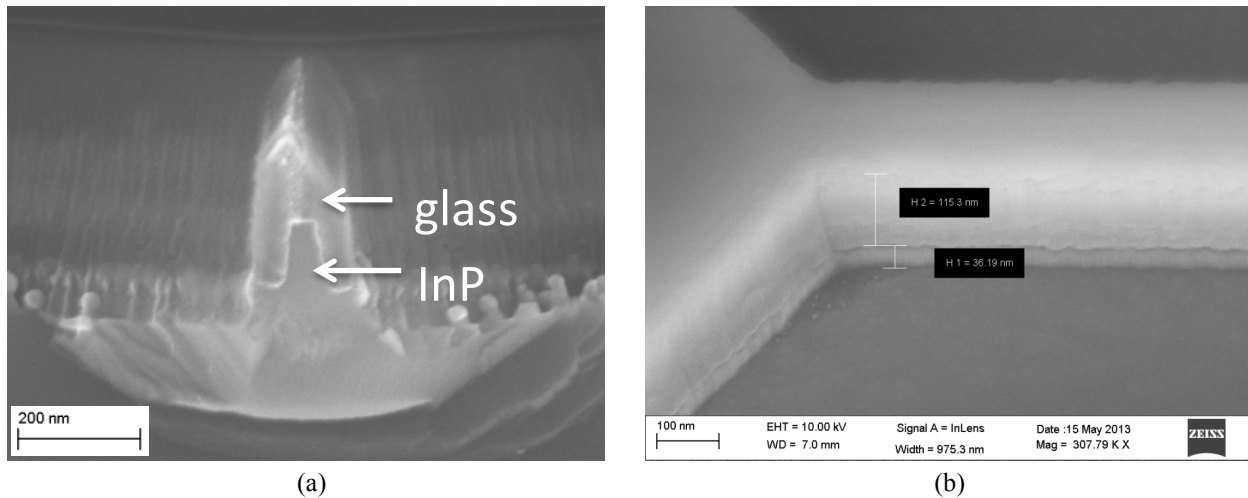 glass
InP
200 nm
(a)
H 2 = 115.3 nm
H 1 = 36.19 nm
100 nm
EHT = 10.00 kV
WD = 7.0 mm
Signal A = InLens
Width = 975.3 nm
Date :15 May 2013
Mag = 307.79 K X
ZEISS
(b)